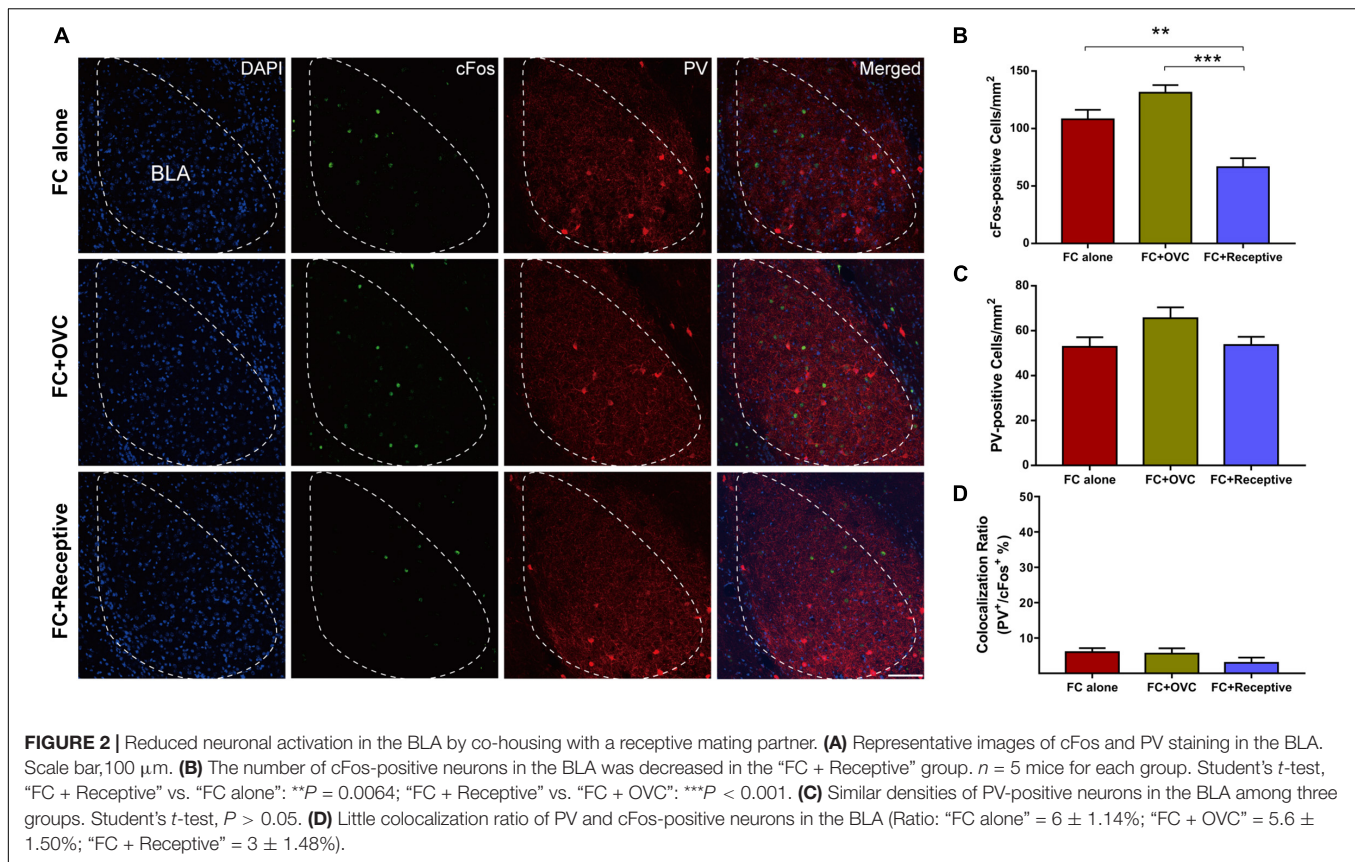 A
DAPI
cFos
PV
Merged
FC alone
BLA
FC+OVC
FC+Receptive
B
**
***
cFos-positive Cells/mm²
150
100
50
0
FC alone
FC+OVC
FC+Receptive
C
PV-positive Cells/mm²
80
60
40
20
0
FC alone
FC+OVC
FC+Receptive
D
Colocalization Ratio
(PV⁺/cFos⁺ %)
50
40
30
20
10
FC alone
FC+OVC
FC+Receptive
FIGURE 2 | Reduced neuronal activation in the BLA by co-housing with a receptive mating partner. (A) Representative images of cFos and PV staining in the BLA.
Scale bar,100 μm. (B) The number of cFos-positive neurons in the BLA was decreased in the “FC + Receptive” group. n = 5 mice for each group. Student’s t-test,
“FC + Receptive” vs. “FC alone”: **P = 0.0064; “FC + Receptive” vs. “FC + OVC”: ***P < 0.001. (C) Similar densities of PV-positive neurons in the BLA among three
groups. Student’s t-test, P > 0.05. (D) Little colocalization ratio of PV and cFos-positive neurons in the BLA (Ratio: “FC alone” = 6 ± 1.14%; “FC + OVC” = 5.6 ±
1.50%; “FC + Receptive” = 3 ± 1.48%).